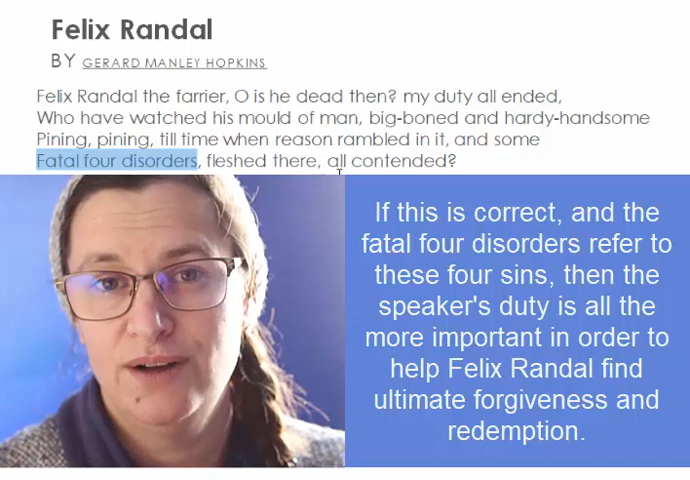 Felix Randal
BY GERARD MANLEY HOPKINS
Felix Randal the farrier, O is he dead then? my duty all ended,
Who have watched his mould of man, big-boned and hardy-handsome
Pining, pining, till time when reason rambled in it, and some
Fatal four disorders, fleshed there, all contended?
If this is correct, and the
fatal four disorders refer to
these four sins, then the
speaker's duty is all the
more important in order to
help Felix Randal find
ultimate forgiveness and
redemption.